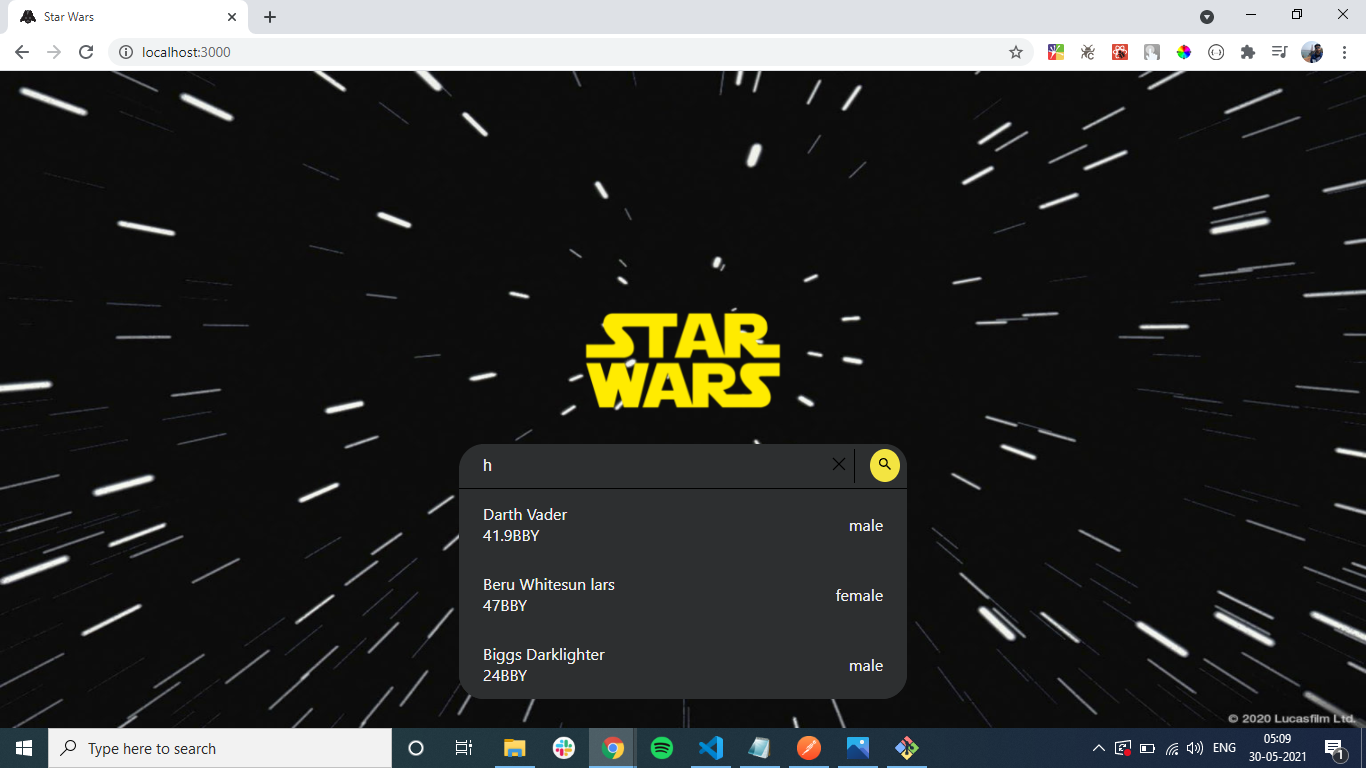 Star Wars
localhost:3000
STAR
WARS
h
Darth Vader
41.9BBY
male
Beru Whitesun lars
47BBY
female
Biggs Darklighter
24BBY
male
© 2020 Lucasfilm Ltd.
Type here to search
ENG
05:09
30-05-2021
1